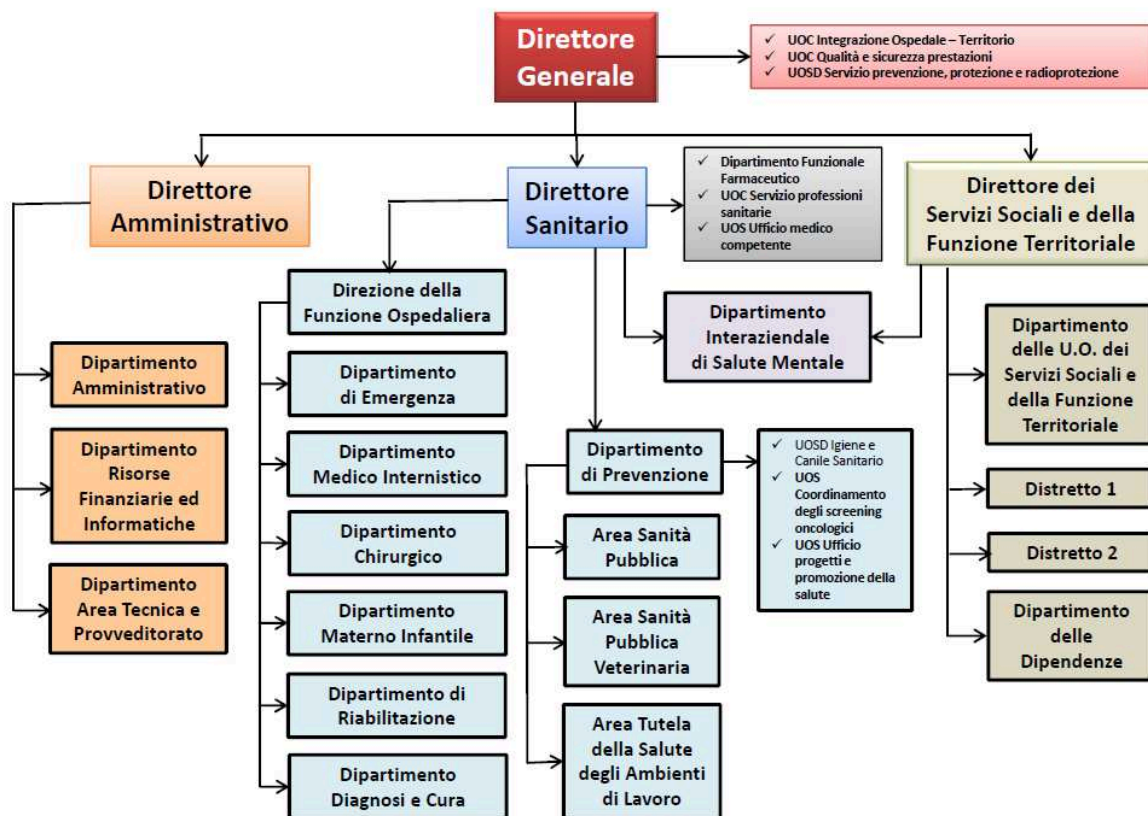 Direttore
Generale
✓ UOC Integrazione Ospedale – Territorio
✓ UOC Qualità e sicurezza prestazioni
✓ UOSD Servizio prevenzione, protezione e radioprotezione
Direttore
Amministrativo
Direttore
Sanitario
✓ Dipartimento Funzionale
Farmaceutico
✓ UOC Servizio professioni
sanitarie
✓ UOS Ufficio medico
competente
Direttore dei
Servizi Sociali e della
Funzione Territoriale
Dipartimento
Amministrativo
Dipartimento
Risorse
Finanziarie ed
Informatiche
Dipartimento
Area Tecnica e
Provveditorato
Direzione della
Funzione Ospedaliera
Dipartimento
di Emergenza
Dipartimento
Medico Internistico
Dipartimento
Chirurgico
Dipartimento
Materno Infantile
Dipartimento di
Riabilitazione
Dipartimento
Diagnosi e Cura
Dipartimento
Interaziendale
di Salute Mentale
Dipartimento
di Prevenzione
✓ UOSD Igiene e
Canile Sanitario
✓ UOS
Coordinamento
degli screening
oncologici
✓ UOS Ufficio
progetti e
promozione della
salute
Area Sanità
Pubblica
Area Sanità
Pubblica
Veterinaria
Area Tutela
della Salute
degli Ambienti
di Lavoro
Dipartimento
delle U.O. dei
Servizi Sociali e
della Funzione
Territoriale
Distretto 1
Distretto 2
Dipartimento
delle
Dipendenze